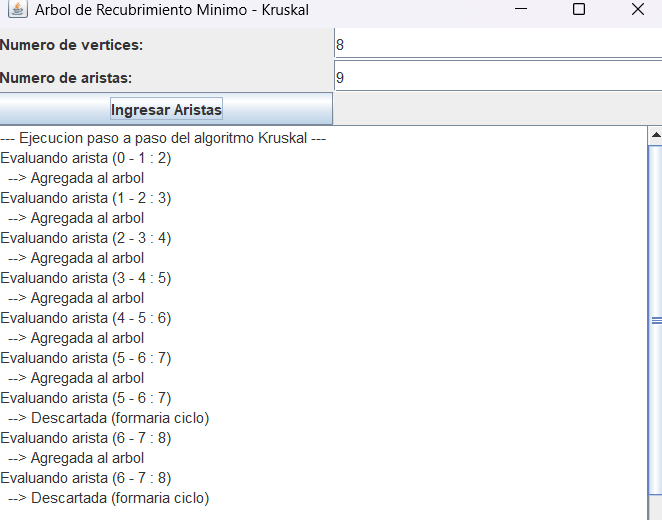 Arbol de Recubrimiento Minimo - Kruskal
Numero de vertices: 8
Numero de aristas: 9
Ingresar Aristas
--- Ejecucion paso a paso del algoritmo Kruskal ---
Evaluando arista (0 - 1 : 2)
--> Agregada al arbol
Evaluando arista (1 - 2 : 3)
--> Agregada al arbol
Evaluando arista (2 - 3 : 4)
--> Agregada al arbol
Evaluando arista (3 - 4 : 5)
--> Agregada al arbol
Evaluando arista (4 - 5 : 6)
--> Agregada al arbol
Evaluando arista (5 - 6 : 7)
--> Agregada al arbol
Evaluando arista (5 - 6 : 7)
--> Descartada (formaria ciclo)
Evaluando arista (6 - 7 : 8)
--> Agregada al arbol
Evaluando arista (6 - 7 : 8)
--> Descartada (formaria ciclo)